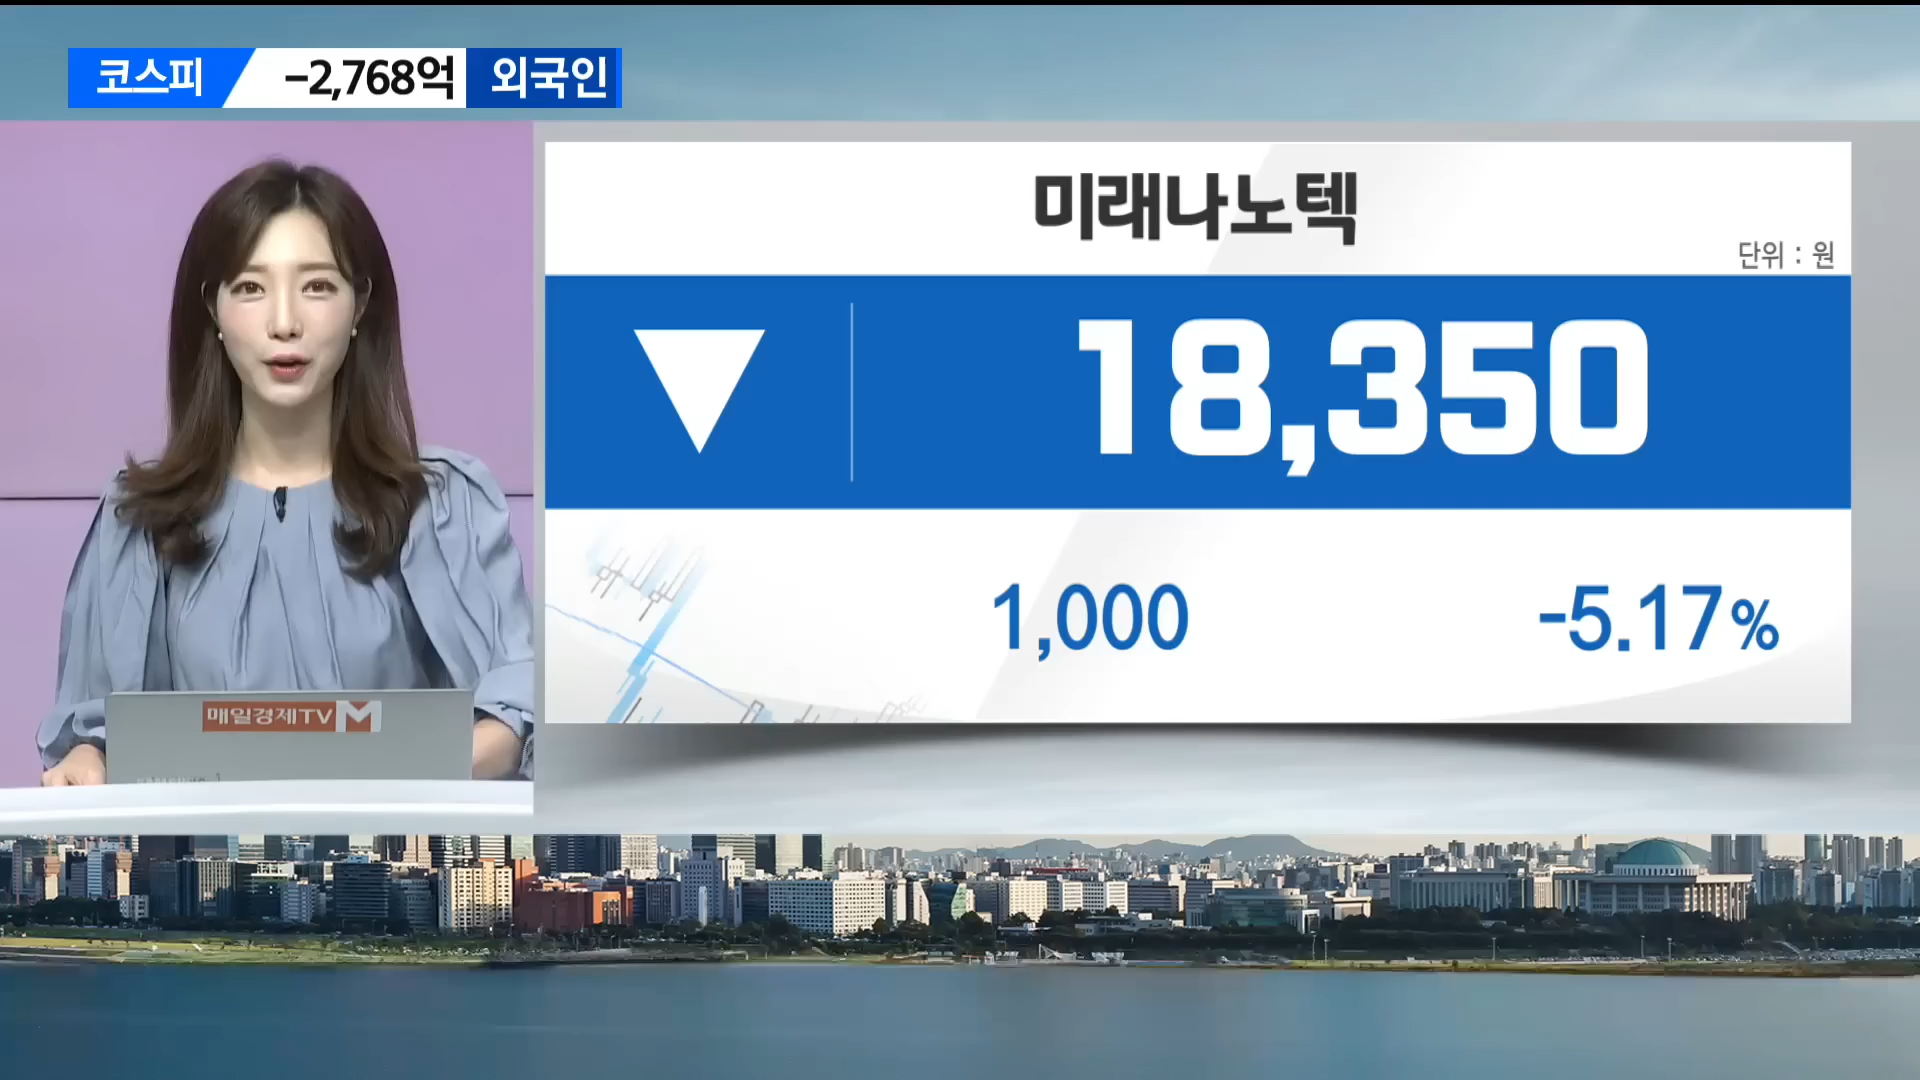 코스피 -2,768억 외국인
미래나노텍
단위 : 원
▼ 18,350
1,000 -5.17%
매일경제TV M